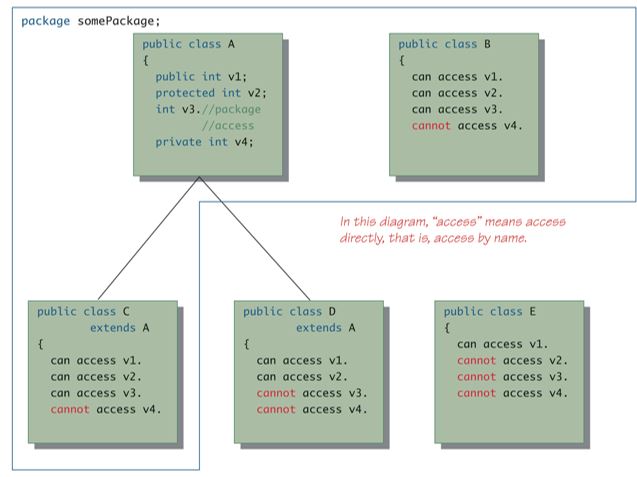 package somePackage;
public class A
{
public int v1;
protected int v2;
int v3.//package
//access
private int v4;
public class B
{
can access v1.
can access v2.
can access v3.
cannot access v4.
In this diagram, "access" means access
directly, that is, access by name.
public class C
extends A
{
can access v1.
can access v2.
can access v3.
cannot access v4.
public class D
extends A
{
can access v1.
can access v2.
cannot access v3.
cannot access v4.
public class E
{
can access v1.
cannot access v2.
cannot access v3.
cannot access v4.